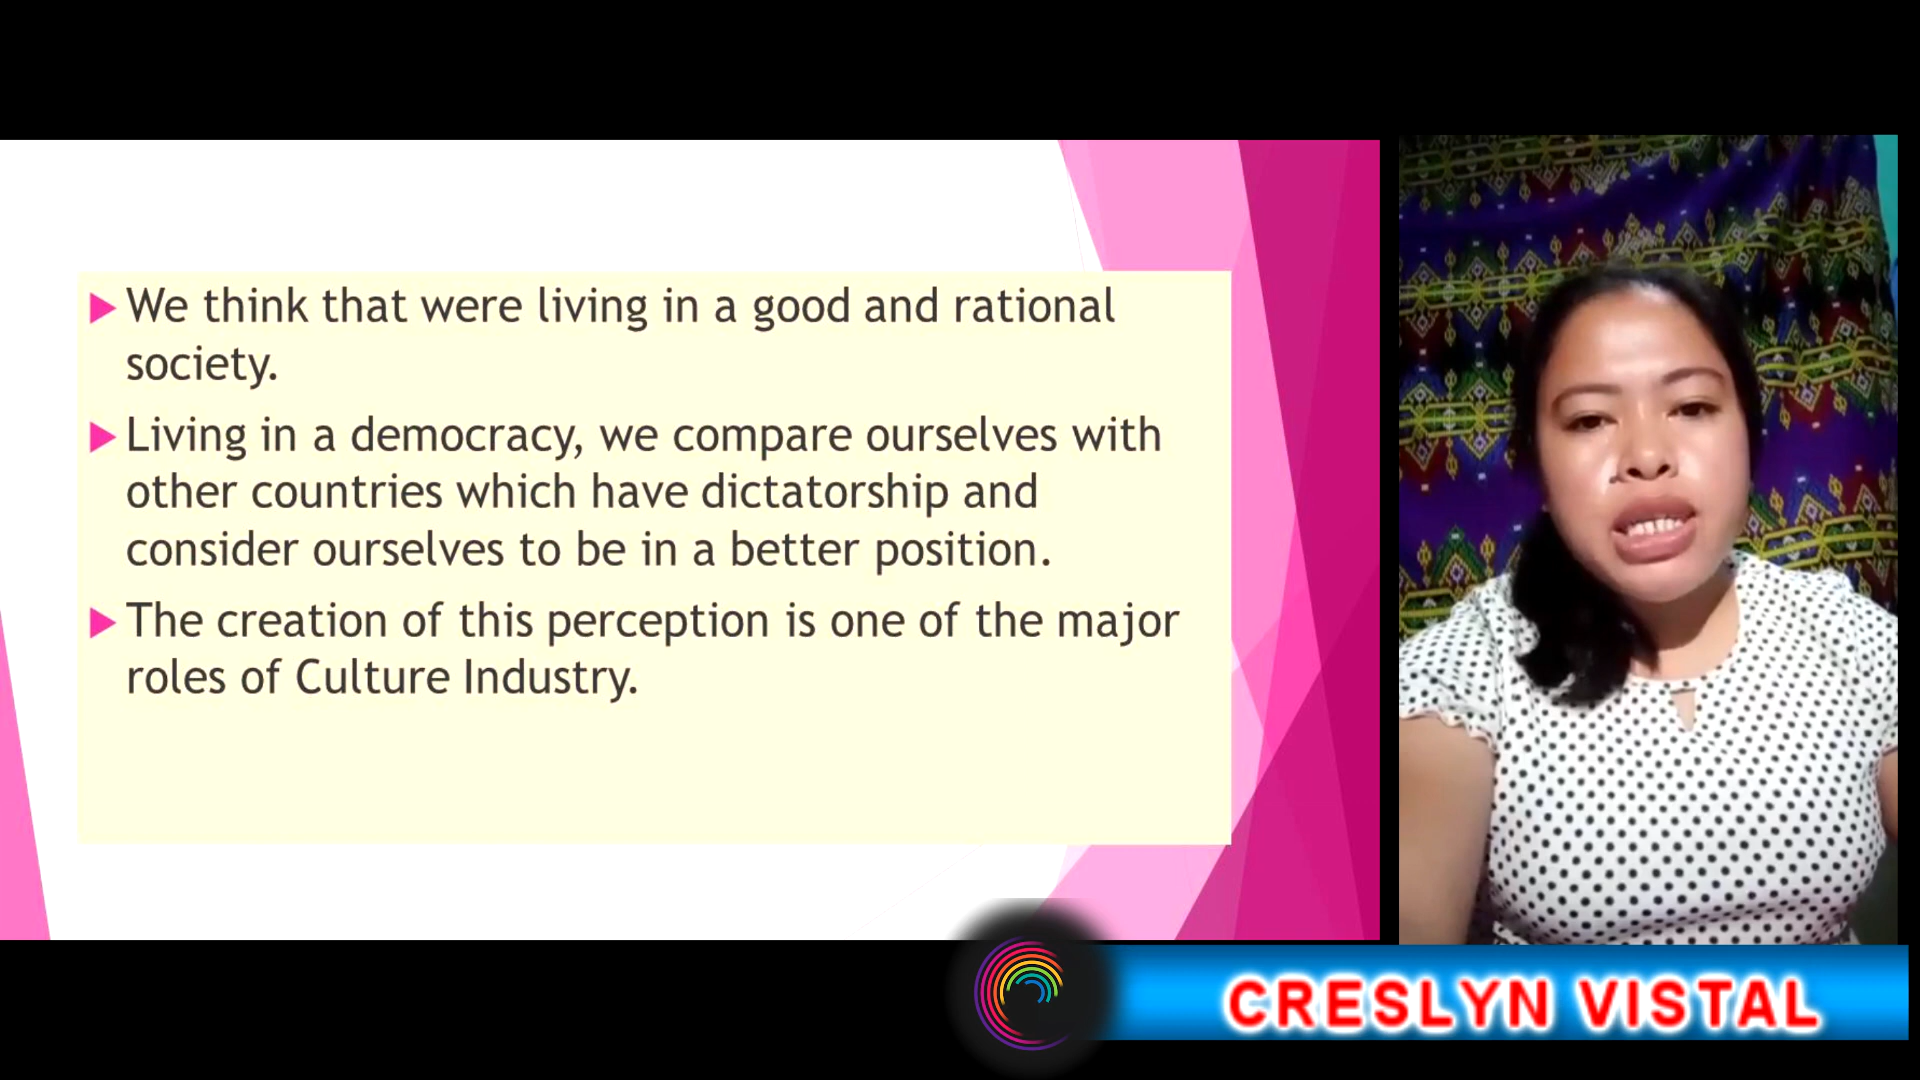 We think that were living in a good and rational
society.
Living in a democracy, we compare ourselves with
other countries which have dictatorship and
consider ourselves to be in a better position.
The creation of this perception is one of the major
roles of Culture Industry.
CRESLYN VISTAL